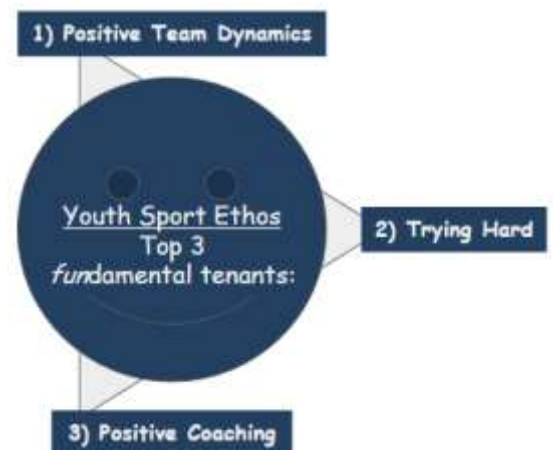 1) Positive Team Dynamics
Youth Sport Ethos
Top 3
fundamental tenants:
2) Trying Hard
3) Positive Coaching